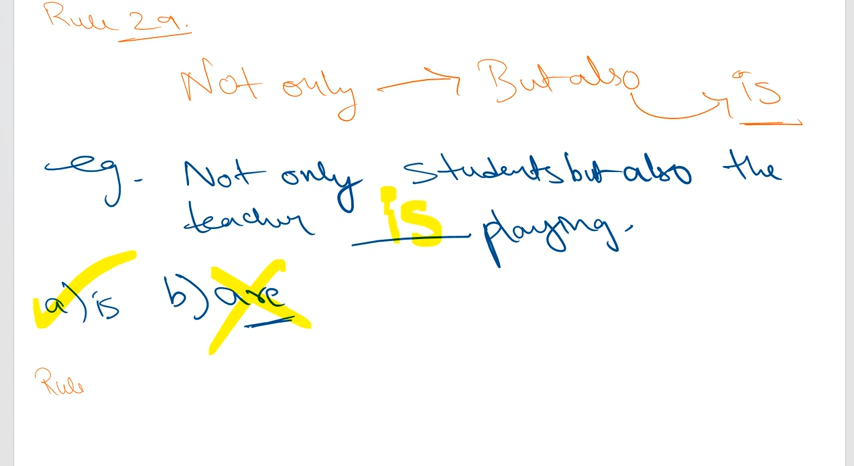 Rule 29.
Not only → But also is
eg. Not only students but also the
teacher is playing.
a) is b) are
Rule